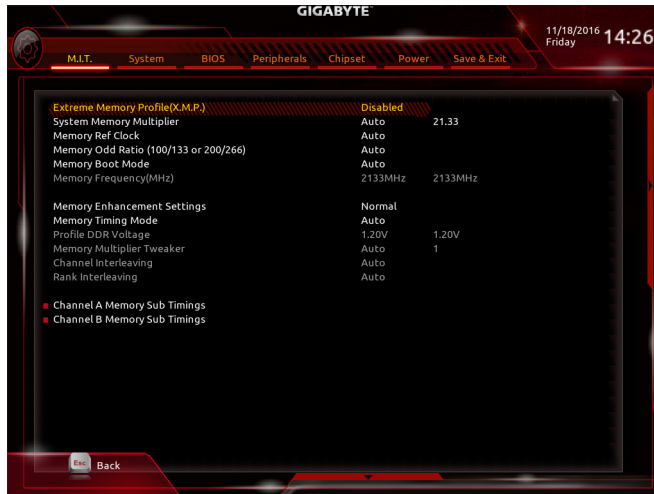 GIGABYTE™
11/18/2016 14:26
Friday
M.I.T. System BIOS Peripherals Chipset Power Save & Exit
Extreme Memory Profile(X.M.P.) Disabled
System Memory Multiplier Auto 21.33
Memory Ref Clock Auto
Memory Odd Ratio (100/133 or 200/266) Auto
Memory Boot Mode Auto
Memory Frequency(MHz) 2133MHz 2133MHz
Memory Enhancement Settings Normal
Memory Timing Mode Auto
Profile DDR Voltage 1.20V 1.20V
Memory Multiplier Tweaker Auto 1
Channel Interleaving Auto
Rank Interleaving Auto
Channel A Memory Sub Timings
Channel B Memory Sub Timings
Esc Back